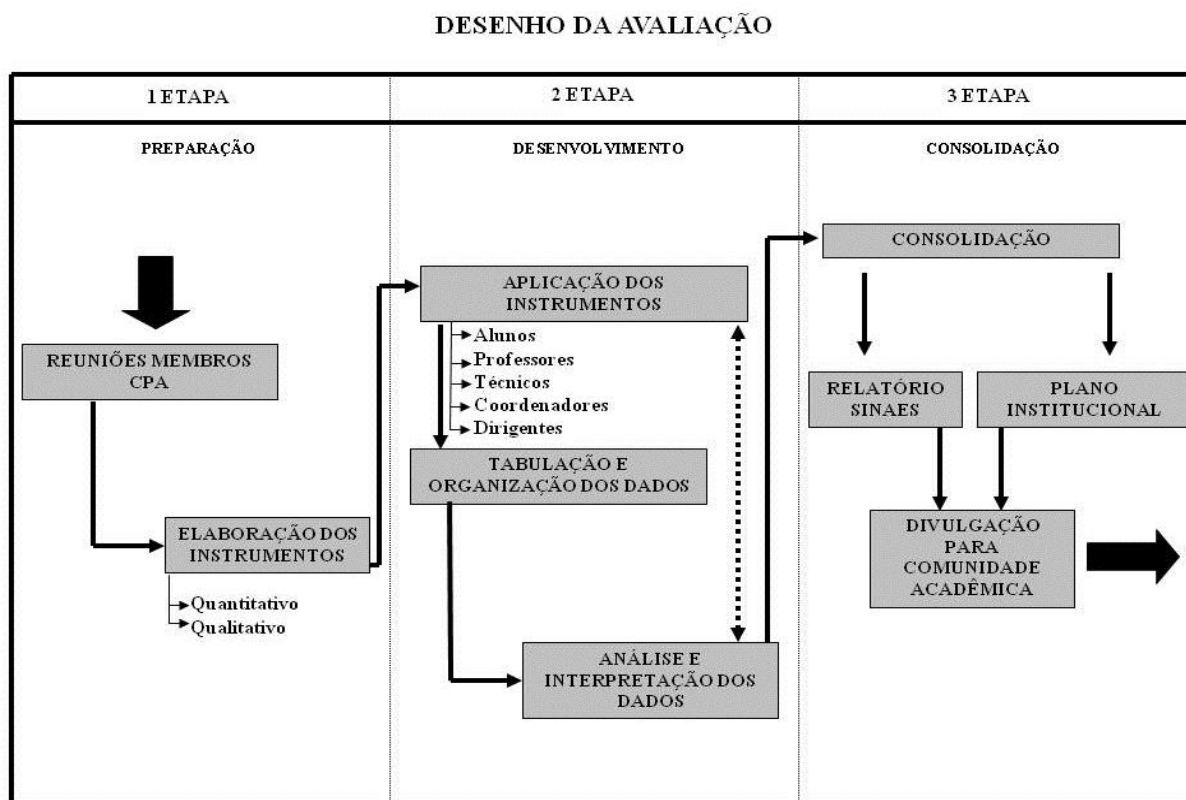 DESENHO DA AVALIAÇÃO
1 ETAPA
2 ETAPA
3 ETAPA
PREPARAÇÃO
DESENVOLVIMENTO
CONSOLIDAÇÃO
REUNIÕES MEMBROS
CPA
ELABORAÇÃO DOS
INSTRUMENTOS
Quantitativo
Qualitativo
APLICAÇÃO DOS
INSTRUMENTOS
Alunos
Professores
Técnicos
Coordenadores
Dirigentes
TABULAÇÃO E
ORGANIZAÇÃO DOS DADOS
ANÁLISE E
INTERPRETAÇÃO DOS
DADOS
CONSOLIDAÇÃO
RELATÓRIO
SINAES
PLANO
INSTITUCIONAL
DIVULGAÇÃO
PARA
COMUNIDADE
ACADÊMICA